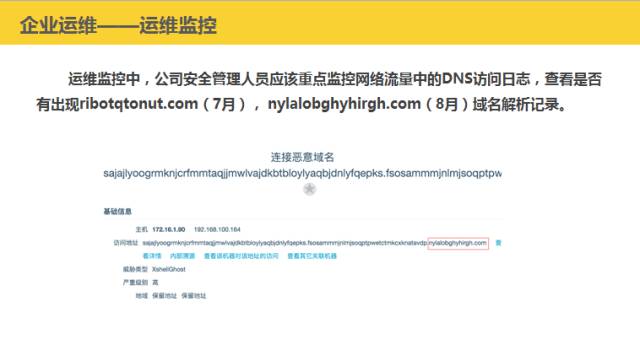 企业运维——运维监控
运维监控中，公司安全管理人员应该重点监控网络流量中的DNS访问日志，查看是否
有出现ribotqtonut.com（7月），nylalobghyhirgh.com（8月）域名解析记录。
连接恶意域名
sajajlyoogrmknjcrfmmtaqjjmwlvajdkbtbloylyaqbjdnlyfqepks.fsosammmjnlmjsoqptpw
基础信息
主机 172.16.1.90 192.168.100.164
访问地址 sajajlyoogrmknjcrfmmtaqjjmwlvajdkbtbloylyaqbjdnlyfqepks.fsosammmjnlmjsoqptpwetctmkcxknatavdp.nylalobghyhirgh.com 查
看详情 内部溯源 查看该机器对该地址的访问 查看其它关联机器
威胁类型 XshellGhost
严重级别 高
地域 保留地址 保留地址